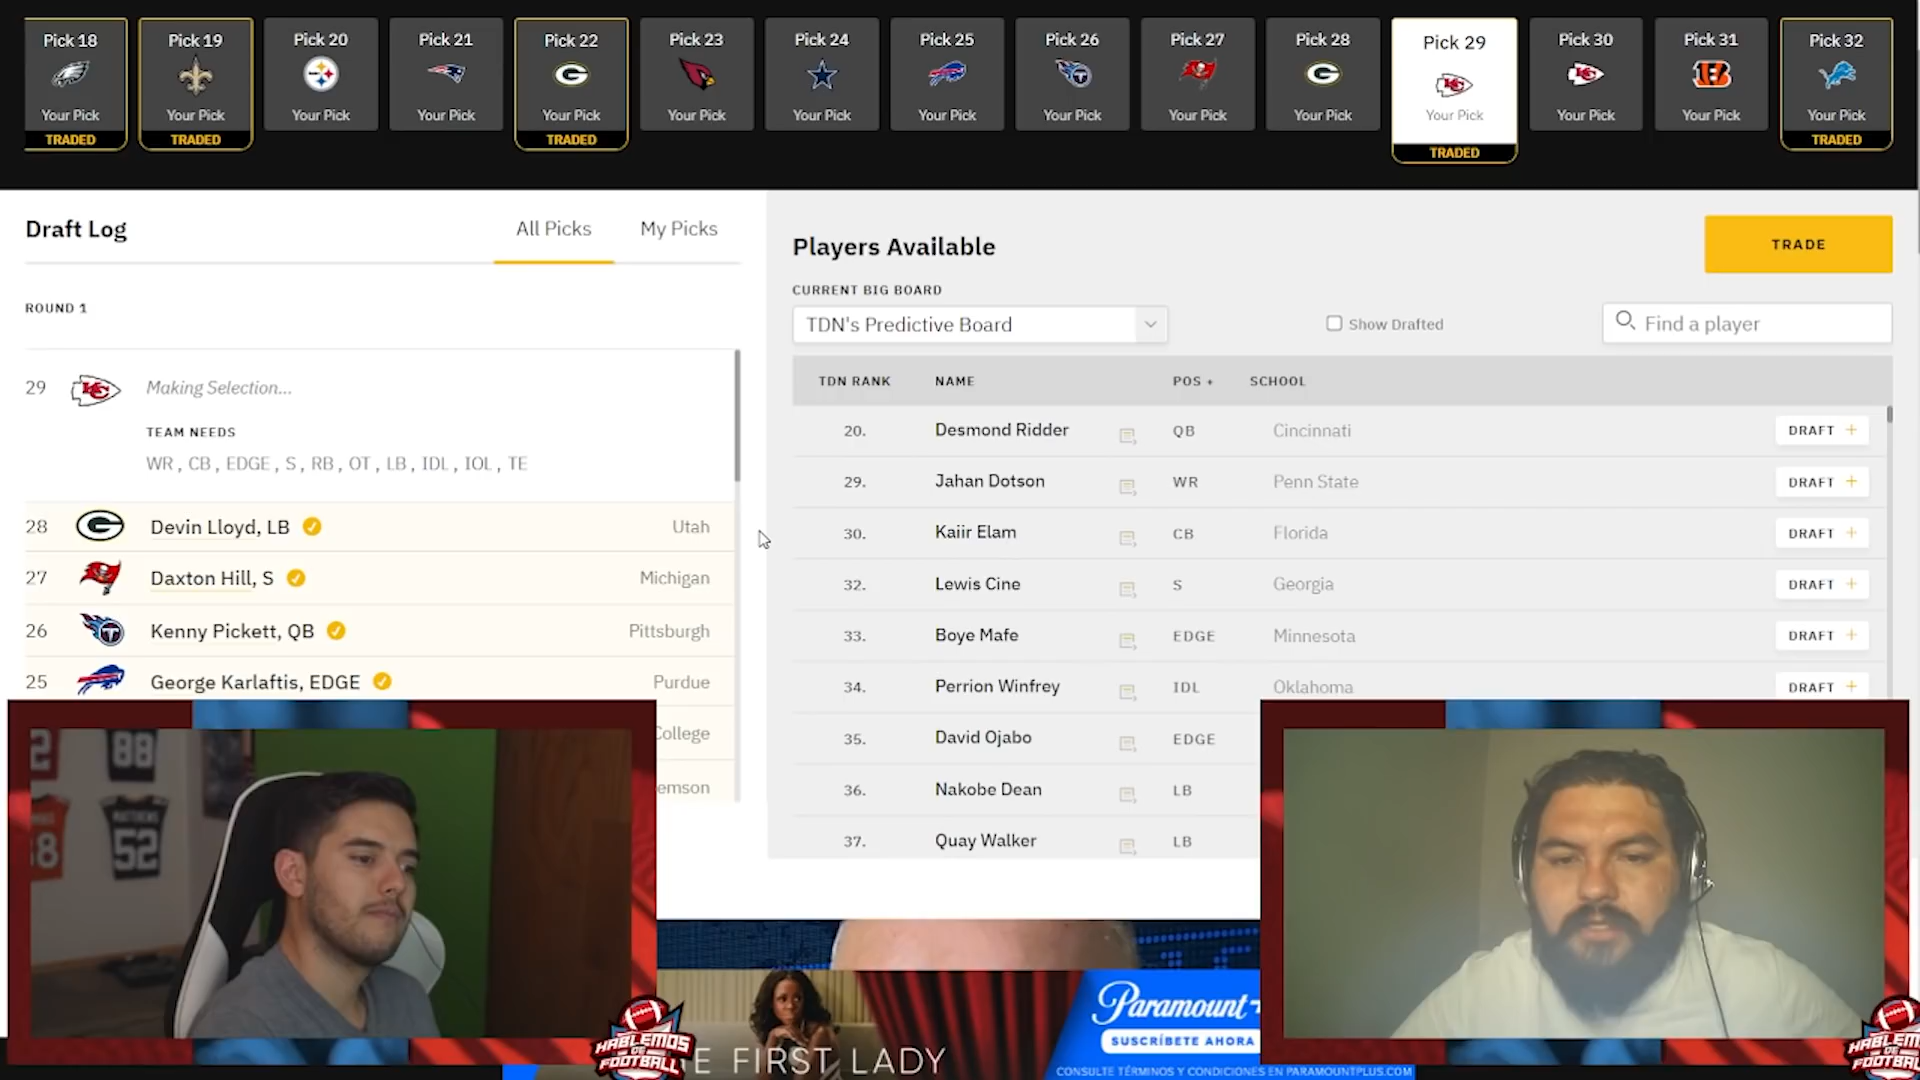 Pick 18
Your Pick
TRADED
Pick 19
Your Pick
TRADED
Pick 20
Your Pick
Pick 21
Your Pick
Pick 22
Your Pick
TRADED
Pick 23
Your Pick
Pick 24
Your Pick
Pick 25
Your Pick
Pick 26
Your Pick
Pick 27
Your Pick
Pick 28
Your Pick
Pick 29
Your Pick
TRADED
Pick 30
Your Pick
Pick 31
Your Pick
Pick 32
Your Pick
TRADED
Draft Log
All Picks
My Picks
ROUND 1
29 Making Selection...
TEAM NEEDS
WR , CB , EDGE , S , RB , OT , LB , IDL , IOL , TE
28 Devin Lloyd, LB Utah
27 Daxton Hill, S Michigan
26 Kenny Pickett, QB Pittsburgh
25 George Karlaftis, EDGE Purdue
College
emson
Players Available
TRADE
CURRENT BIG BOARD
TDN's Predictive Board
Show Drafted
Find a player
TDN RANK NAME POS + SCHOOL
20. Desmond Ridder QB Cincinnati DRAFT +
29. Jahan Dotson WR Penn State DRAFT +
30. Kaiir Elam CB Florida DRAFT +
32. Lewis Cine S Georgia DRAFT +
33. Boye Mafe EDGE Minnesota DRAFT +
34. Perrion Winfrey IDL Oklahoma DRAFT +
35. David Ojabo EDGE
36. Nakobe Dean LB
37. Quay Walker LB
2
88
8
52
HABLEMOS
DE
FOOTBALL
E FIRST LADY
Paramount+
SUSCRÍBETE AHORA
CONSULTE TÉRMINOS Y CONDICIONES EN PARAMOUNTPLUS.COM
HABLEM
DE
FOOTBAL